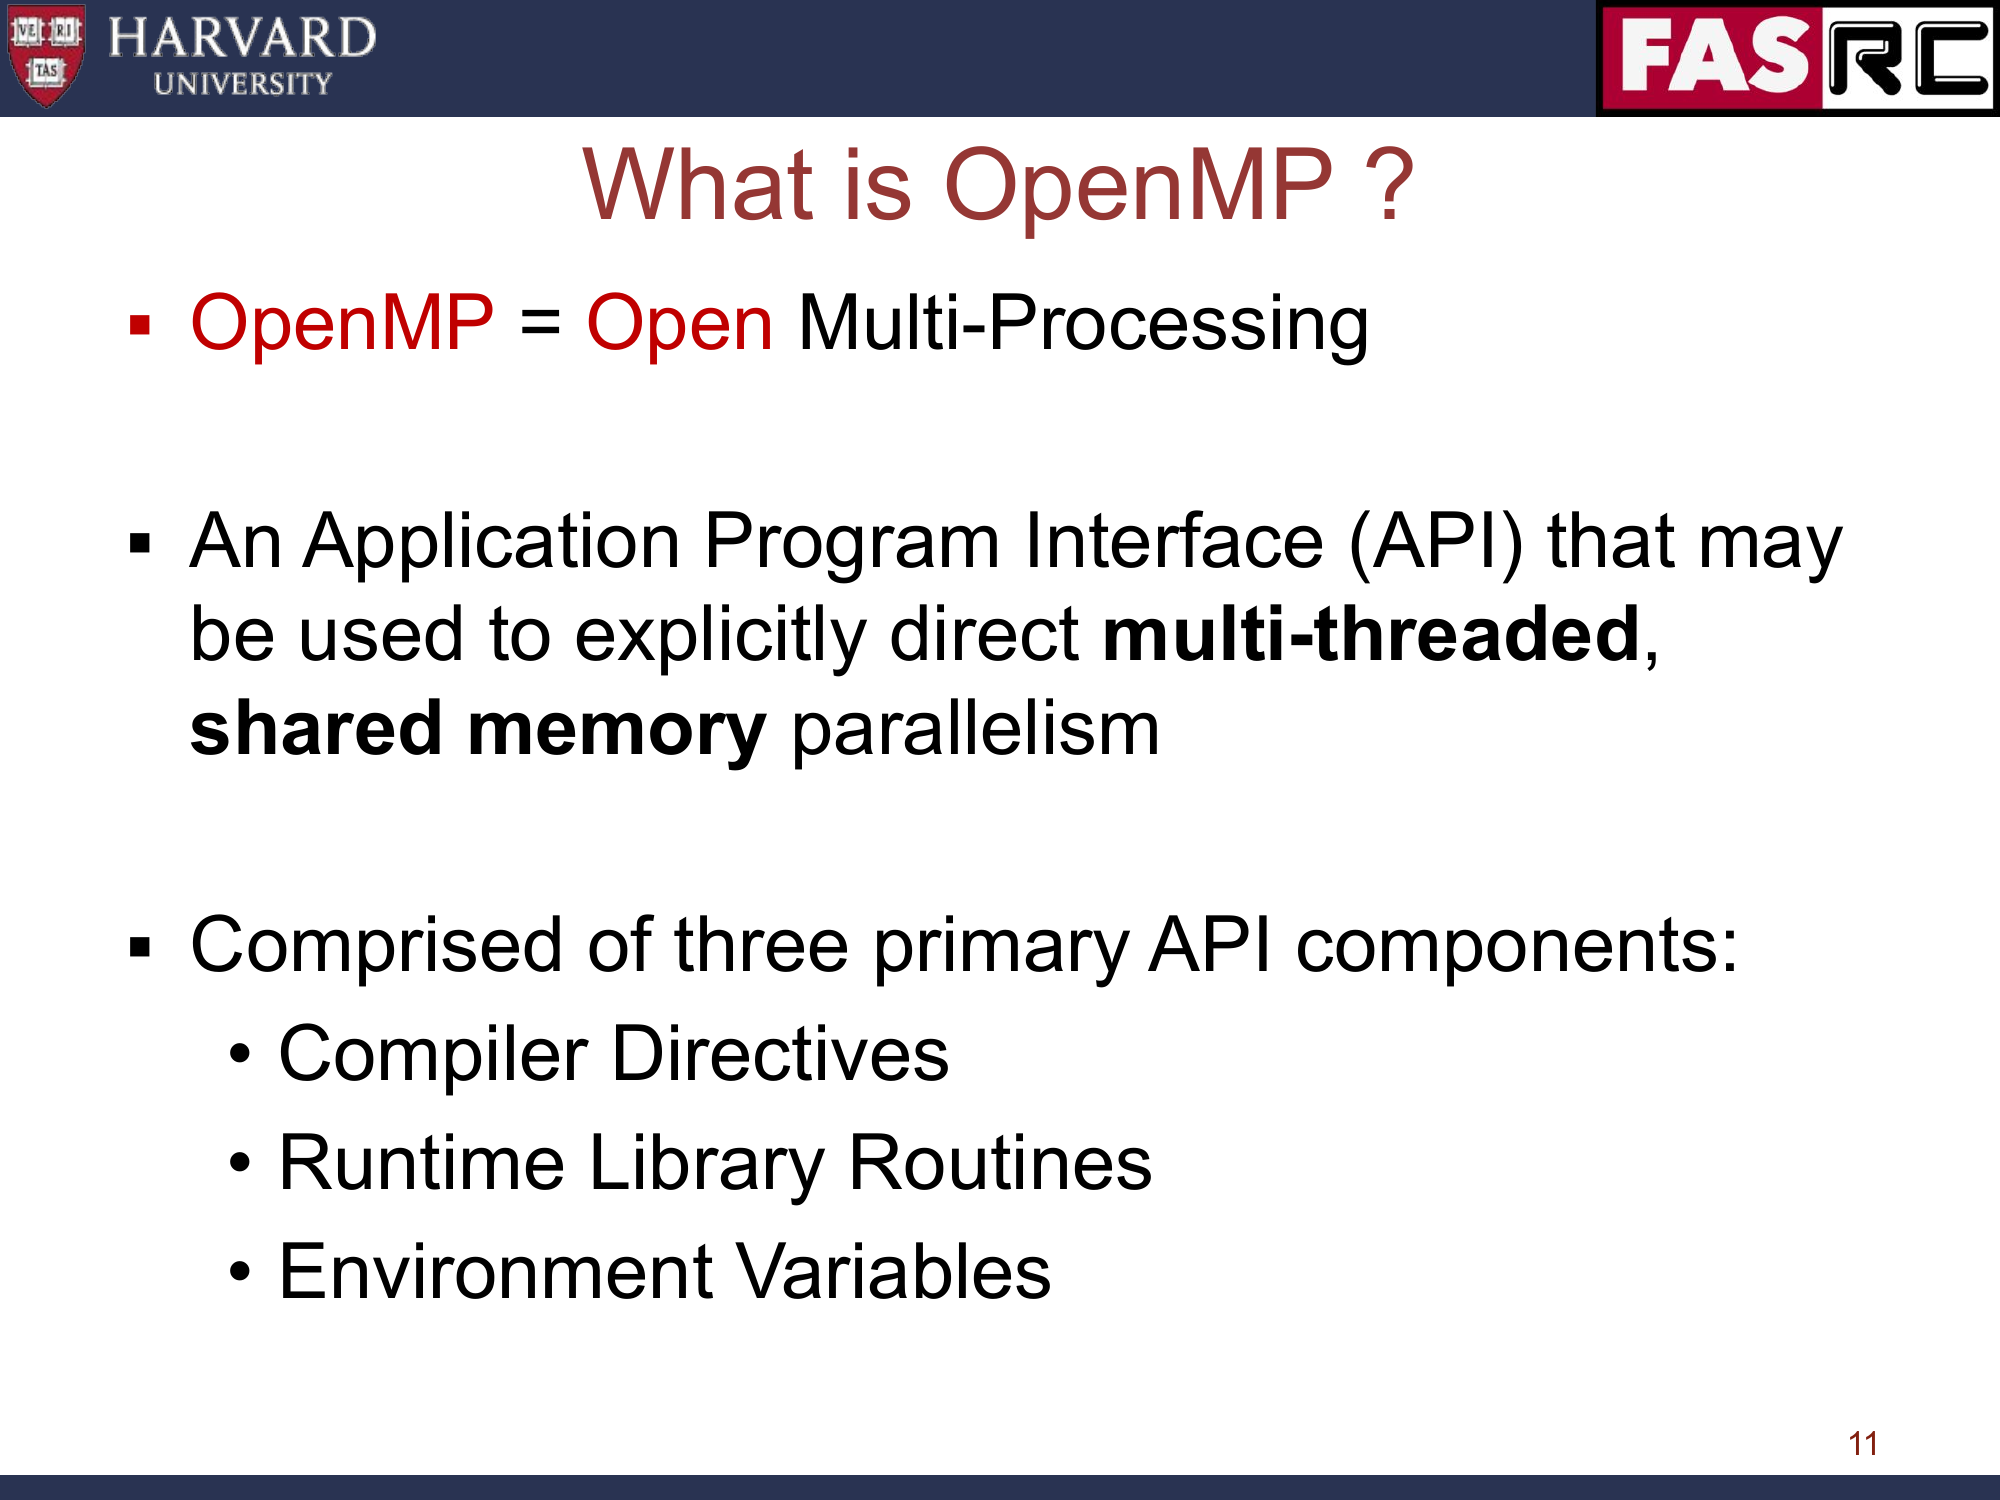 VE RI
TAS
HARVARD
UNIVERSITY
FASRC
What is OpenMP ?
▪ OpenMP = Open Multi-Processing
▪ An Application Program Interface (API) that may
be used to explicitly direct multi-threaded,
shared memory parallelism
▪ Comprised of three primary API components:
• Compiler Directives
• Runtime Library Routines
• Environment Variables
11